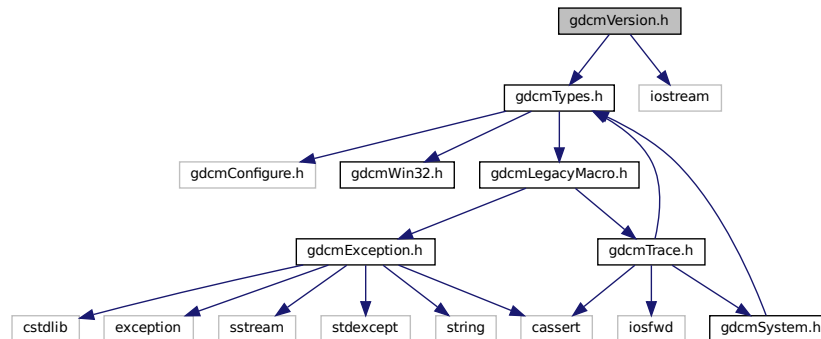 gdcmVersion.h
gdcmTypes.h
iostream
gdcmConfigure.h
gdcmWin32.h
gdcmLegacyMacro.h
gdcmException.h
gdcmTrace.h
cstdlib
exception
sstream
stdexcept
string
cassert
iosfwd
gdcmSystem.h